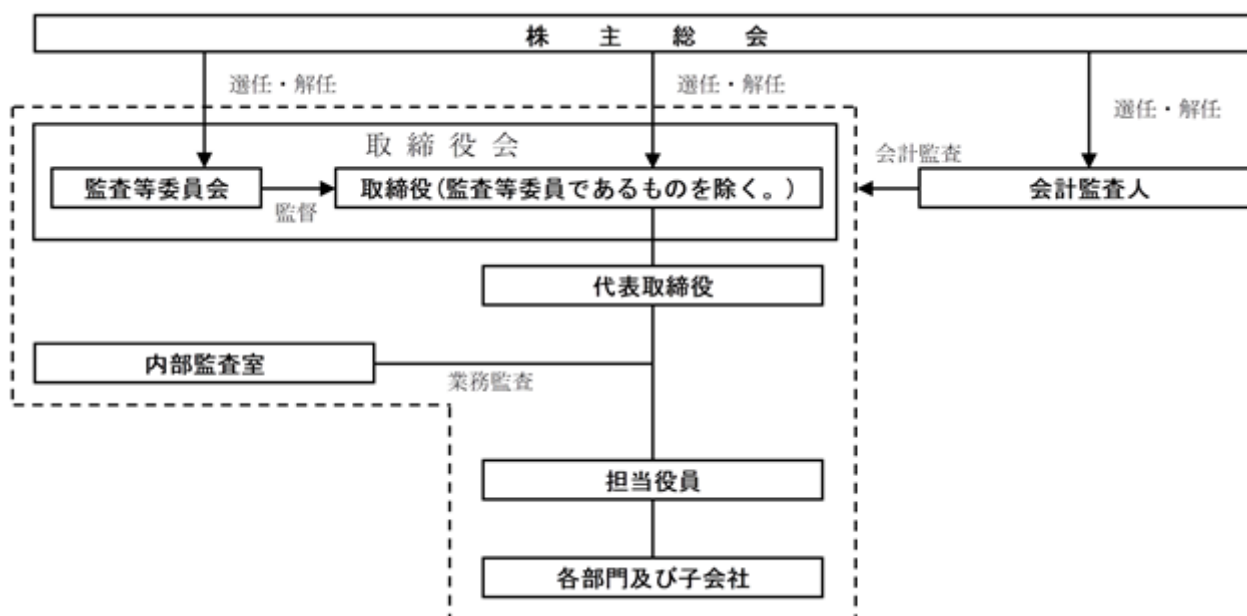 株主総会
選任・解任
選任・解任
選任・解任
取締役会
会計監査
監査等委員会
監督
取締役(監査等委員であるものを除く。)
会計監査人
代表取締役
内部監査室
業務監査
担当役員
各部門及び子会社